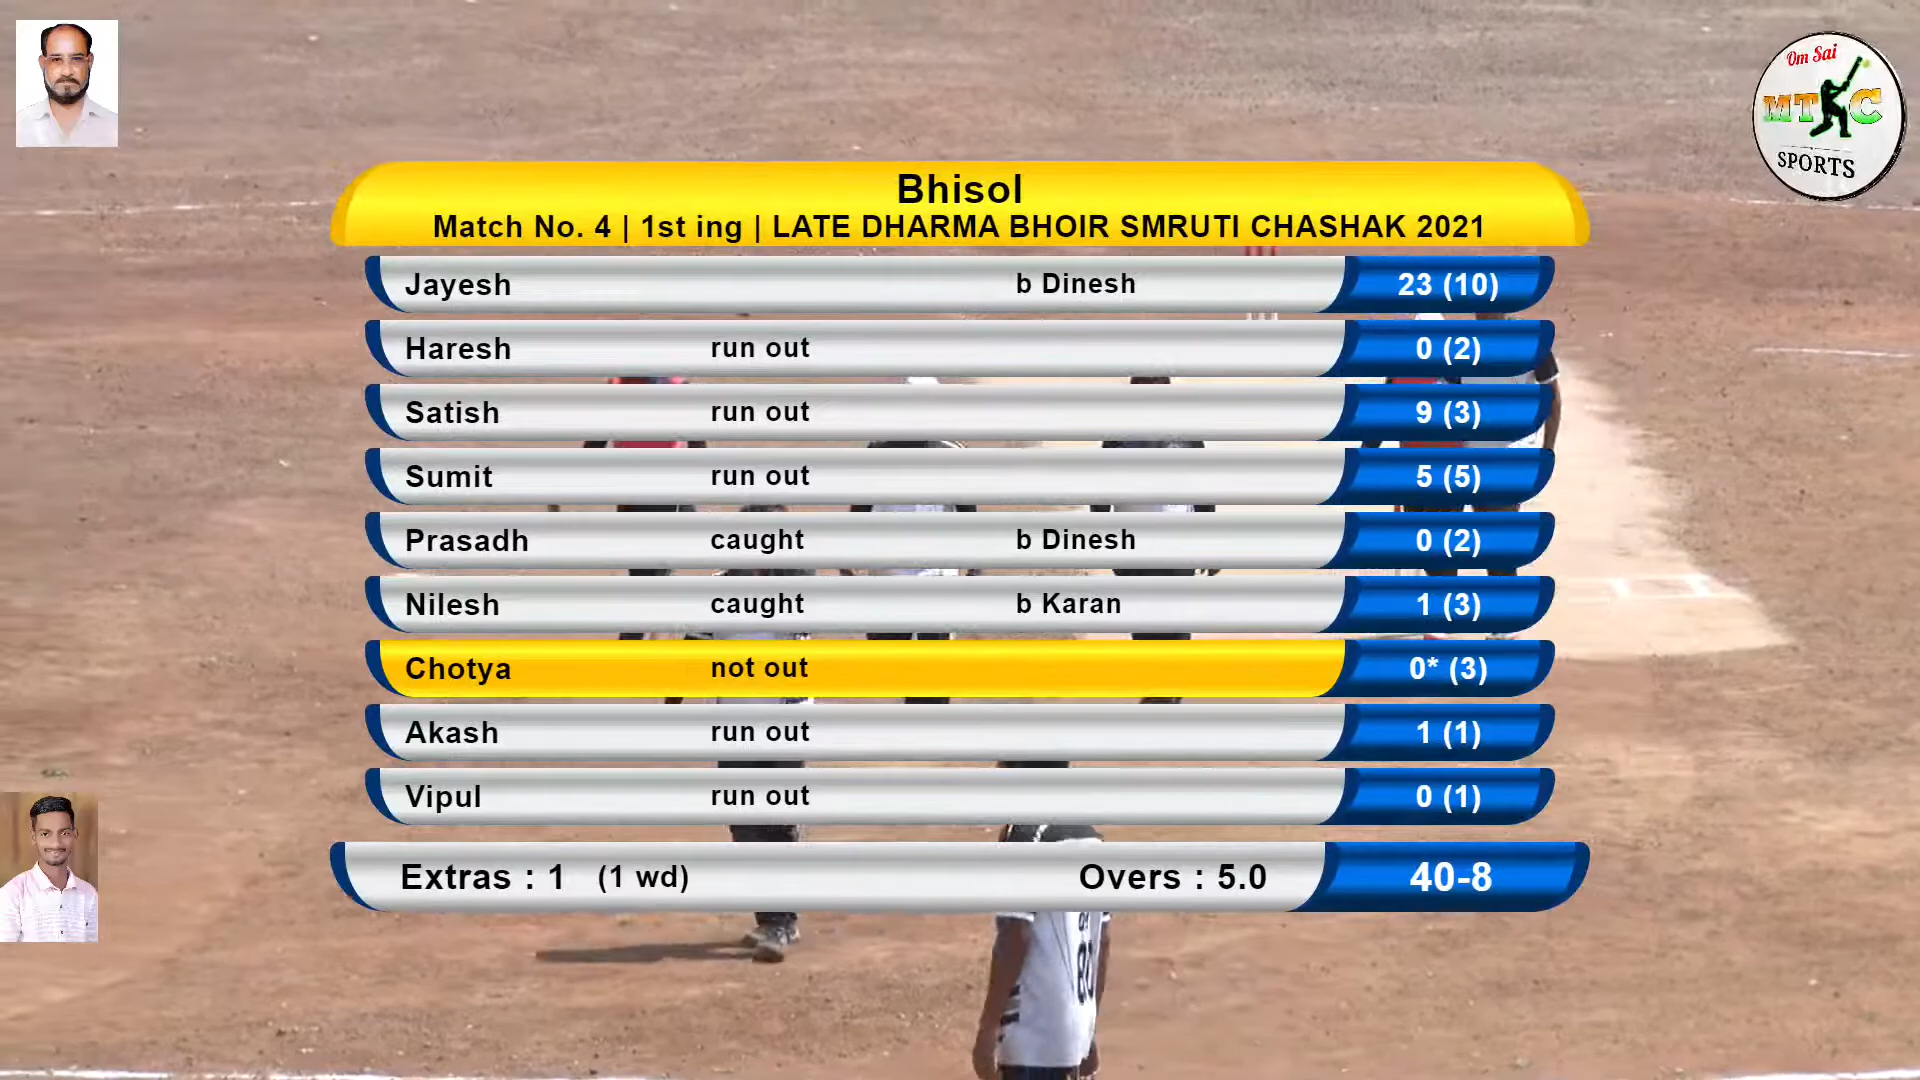 Om Sai
MTCC
SPORTS
Bhisol
Match No. 4 | 1st ing | LATE DHARMA BHOIR SMRUTI CHASHAK 2021
Jayesh b Dinesh 23 (10)
Haresh run out 0 (2)
Satish run out 9 (3)
Sumit run out 5 (5)
Prasadh caught b Dinesh 0 (2)
Nilesh caught b Karan 1 (3)
Chotya not out 0* (3)
Akash run out 1 (1)
Vipul run out 0 (1)
Extras : 1 (1 wd) Overs : 5.0 40-8